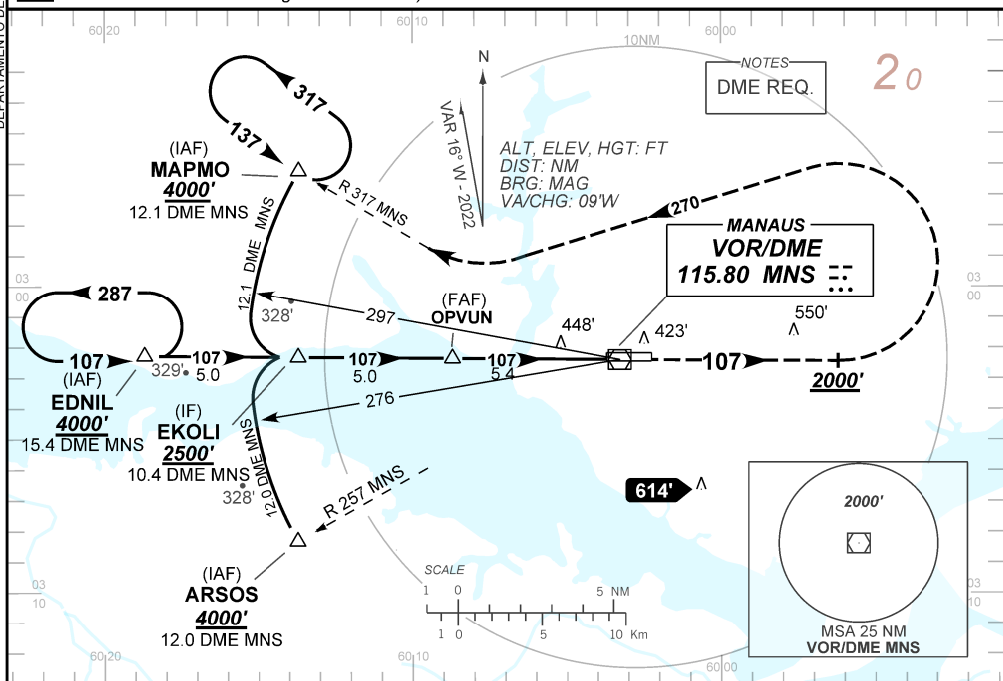 60 20
60 10
60 00
10NM
NOTES
DME REQ.
20
N
VAR 16° W - 2022
ALT, ELEV, HGT: FT
DIST: NM
BRG: MAG
VA/CHG: 09'W
317
137
(IAF)
MAPMO
4000'
12.1 DME MNS
R 317 MNS
270
MANAUS
VOR/DME
115.80 MNS
12.1 DME MNS
03
00
03
00
287
328'
297
(FAF)
OPVUN
448'
423'
550'
107
107
107
107
107
329'
5.0
5.0
5.4
2000'
(IAF)
EDNIL
4000'
15.4 DME MNS
(IF)
EKOLI
2500'
10.4 DME MNS
276
328'
12.0 DME MNS
R 257 MNS
614'
2000'
(IAF)
ARSOS
4000'
12.0 DME MNS
SCALE
1 0 5 NM
1 0 5 10 Km
03
10
03
10
MSA 25 NM
VOR/DME MNS
60 20
60 10
60 00